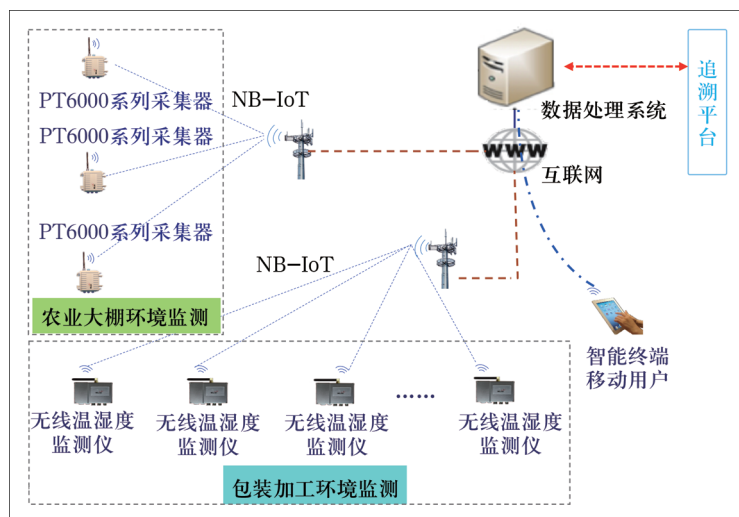 PT6000系列采集器
PT6000系列采集器
PT6000系列采集器
农业大棚环境监测
NB-IoT
NB-IoT
数据处理系统
WWW
互联网
追溯平台
智能终端
移动用户
无线温湿度
监测仪
无线温湿度
监测仪
无线温湿度
监测仪
……
无线温湿度
监测仪
包装加工环境监测